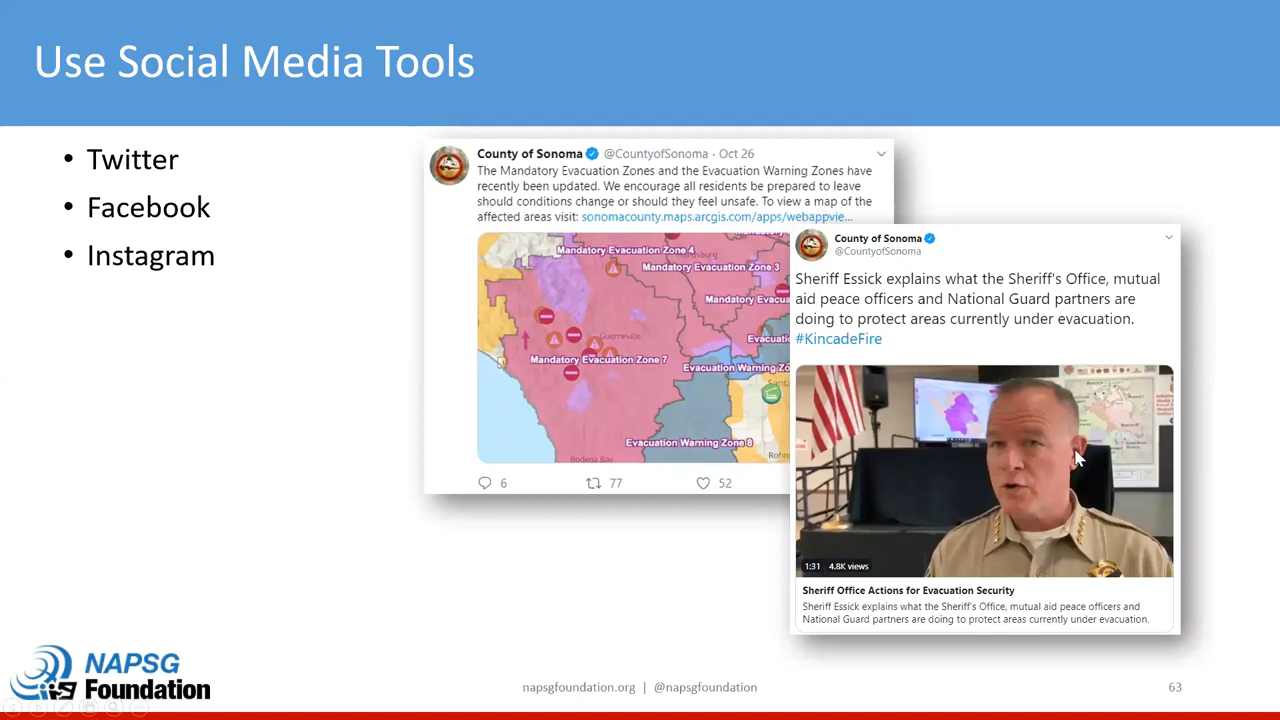 Use Social Media Tools
• Twitter
• Facebook
• Instagram
County of Sonoma @CountyofSonoma · Oct 26
The Mandatory Evacuation Zones and the Evacuation Warning Zones have
recently been updated. We encourage all residents be prepared to leave
should conditions change or should they feel unsafe. To view a map of the
affected areas visit: sonomacounty.maps.arcgis.com/apps/webappvie...
Mandatory Evacuation Zone 4
Mandatory Evacuation Zone 3
Mandatory Evacua
Guerneville
Evacuatio
Mandatory Evacuation Zone 7
Evacuation Warning Zo
Santa
Evacuation Warning Zone 8
Bodega Bay
Rohn
6 77 52
County of Sonoma
@CountyofSonoma
Sheriff Essick explains what the Sheriff's Office, mutual
aid peace officers and National Guard partners are
doing to protect areas currently under evacuation.
#KincadeFire
1:31 4.8K views
Sheriff Office Actions for Evacuation Security
Sheriff Essick explains what the Sheriff's Office, mutual aid peace officers and
National Guard partners are doing to protect areas currently under evacuation.
NAPSG
Foundation
napsgfoundation.org | @napsgfoundation
63